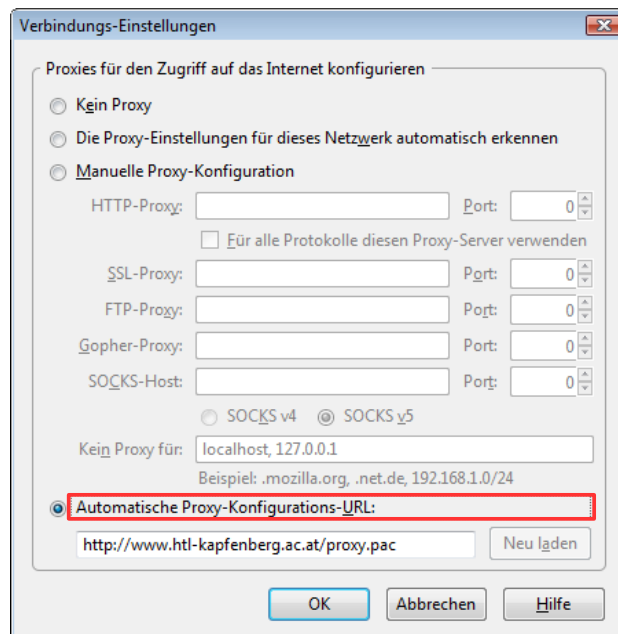 Verbindungs-Einstellungen
Proxies für den Zugriff auf das Internet konfigurieren
Kein Proxy
Die Proxy-Einstellungen für dieses Netzwerk automatisch erkennen
Manuelle Proxy-Konfiguration
HTTP-Proxy: Port: 0
Für alle Protokolle diesen Proxy-Server verwenden
SSL-Proxy: Port: 0
FTP-Proxy: Port: 0
Gopher-Proxy: Port: 0
SOCKS-Host: Port: 0
SOCKS v4 SOCKS v5
Kein Proxy für: localhost, 127.0.0.1
Beispiel: .mozilla.org, .net.de, 192.168.1.0/24
Automatische Proxy-Konfigurations-URL:
http://www.htl-kapfenberg.ac.at/proxy.pac Neu laden
OK Abbrechen Hilfe